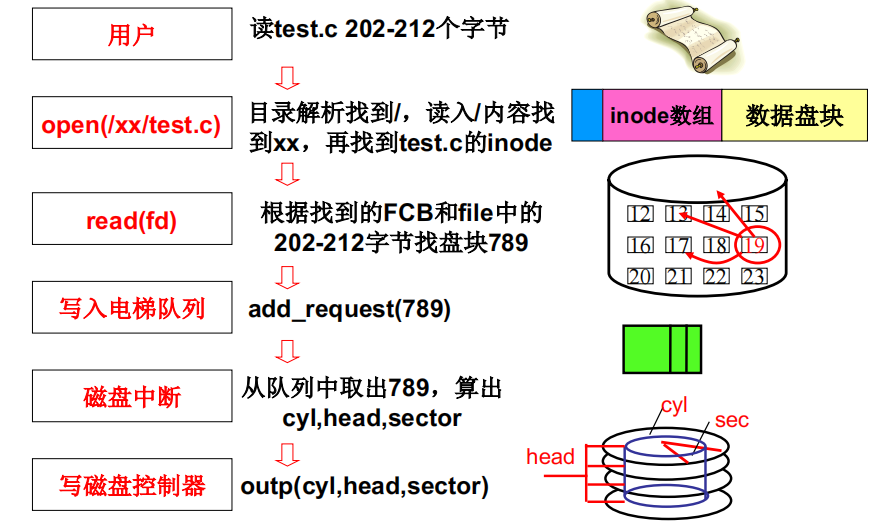 用户
读test.c 202-212个字节
open(/xx/test.c)
目录解析找到/，读入/内容找
到xx，再找到test.c的inode
inode数组
数据盘块
read(fd)
根据找到的FCB和file中的
202-212字节找盘块789
12 13 14 15
16 17 18 19
20 21 22 23
写入电梯队列
add_request(789)
磁盘中断
从队列中取出789，算出
cyl,head,sector
cyl
sec
head
写磁盘控制器
outp(cyl,head,sector)